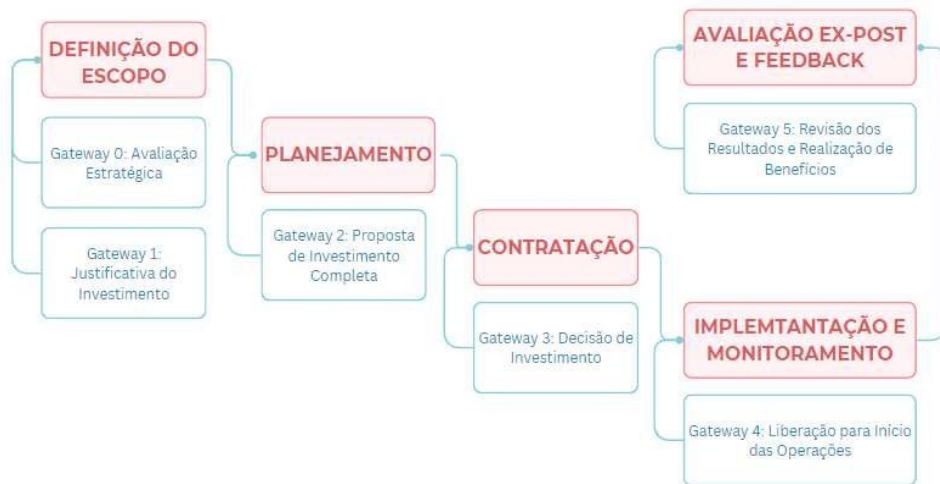 DEFINIÇÃO DO
ESCOPO
Gateway 0: Avaliação
Estratégica
Gateway 1:
Justificativa do
Investimento
PLANEJAMENTO
Gateway 2: Proposta
de Investimento
Completa
CONTRATAÇÃO
Gateway 3: Decisão de
Investimento
IMPLEMTANTAÇÃO E
MONITORAMENTO
Gateway 4: Liberação para Início
das Operações
AVALIAÇÃO EX-POST
E FEEDBACK
Gateway 5: Revisão dos
Resultados e Realização de
Benefícios